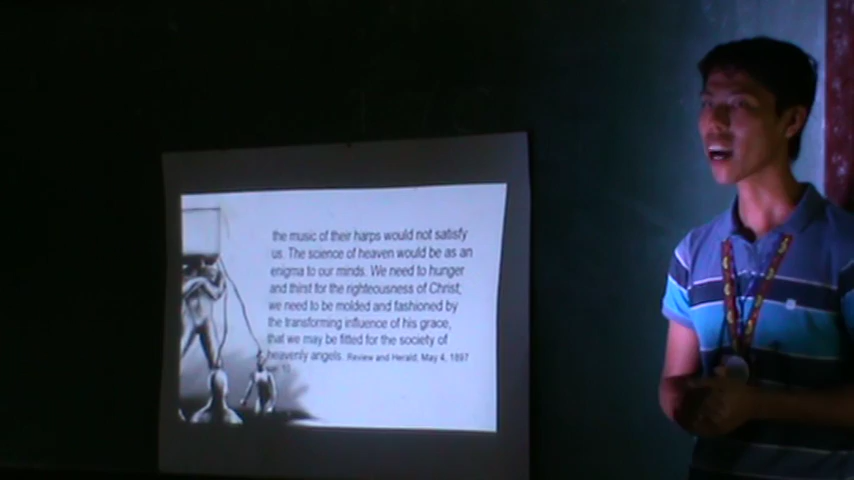 the music of their harps would not satisfy
us. The science of heaven would be as an
enigma to our minds. We need to hunger
and thirst for the righteousness of Christ;
we need to be molded and fashioned by
the transforming influence of his grace,
that we may be fitted for the society of
heavenly angels. Review and Herald, May 4, 1897